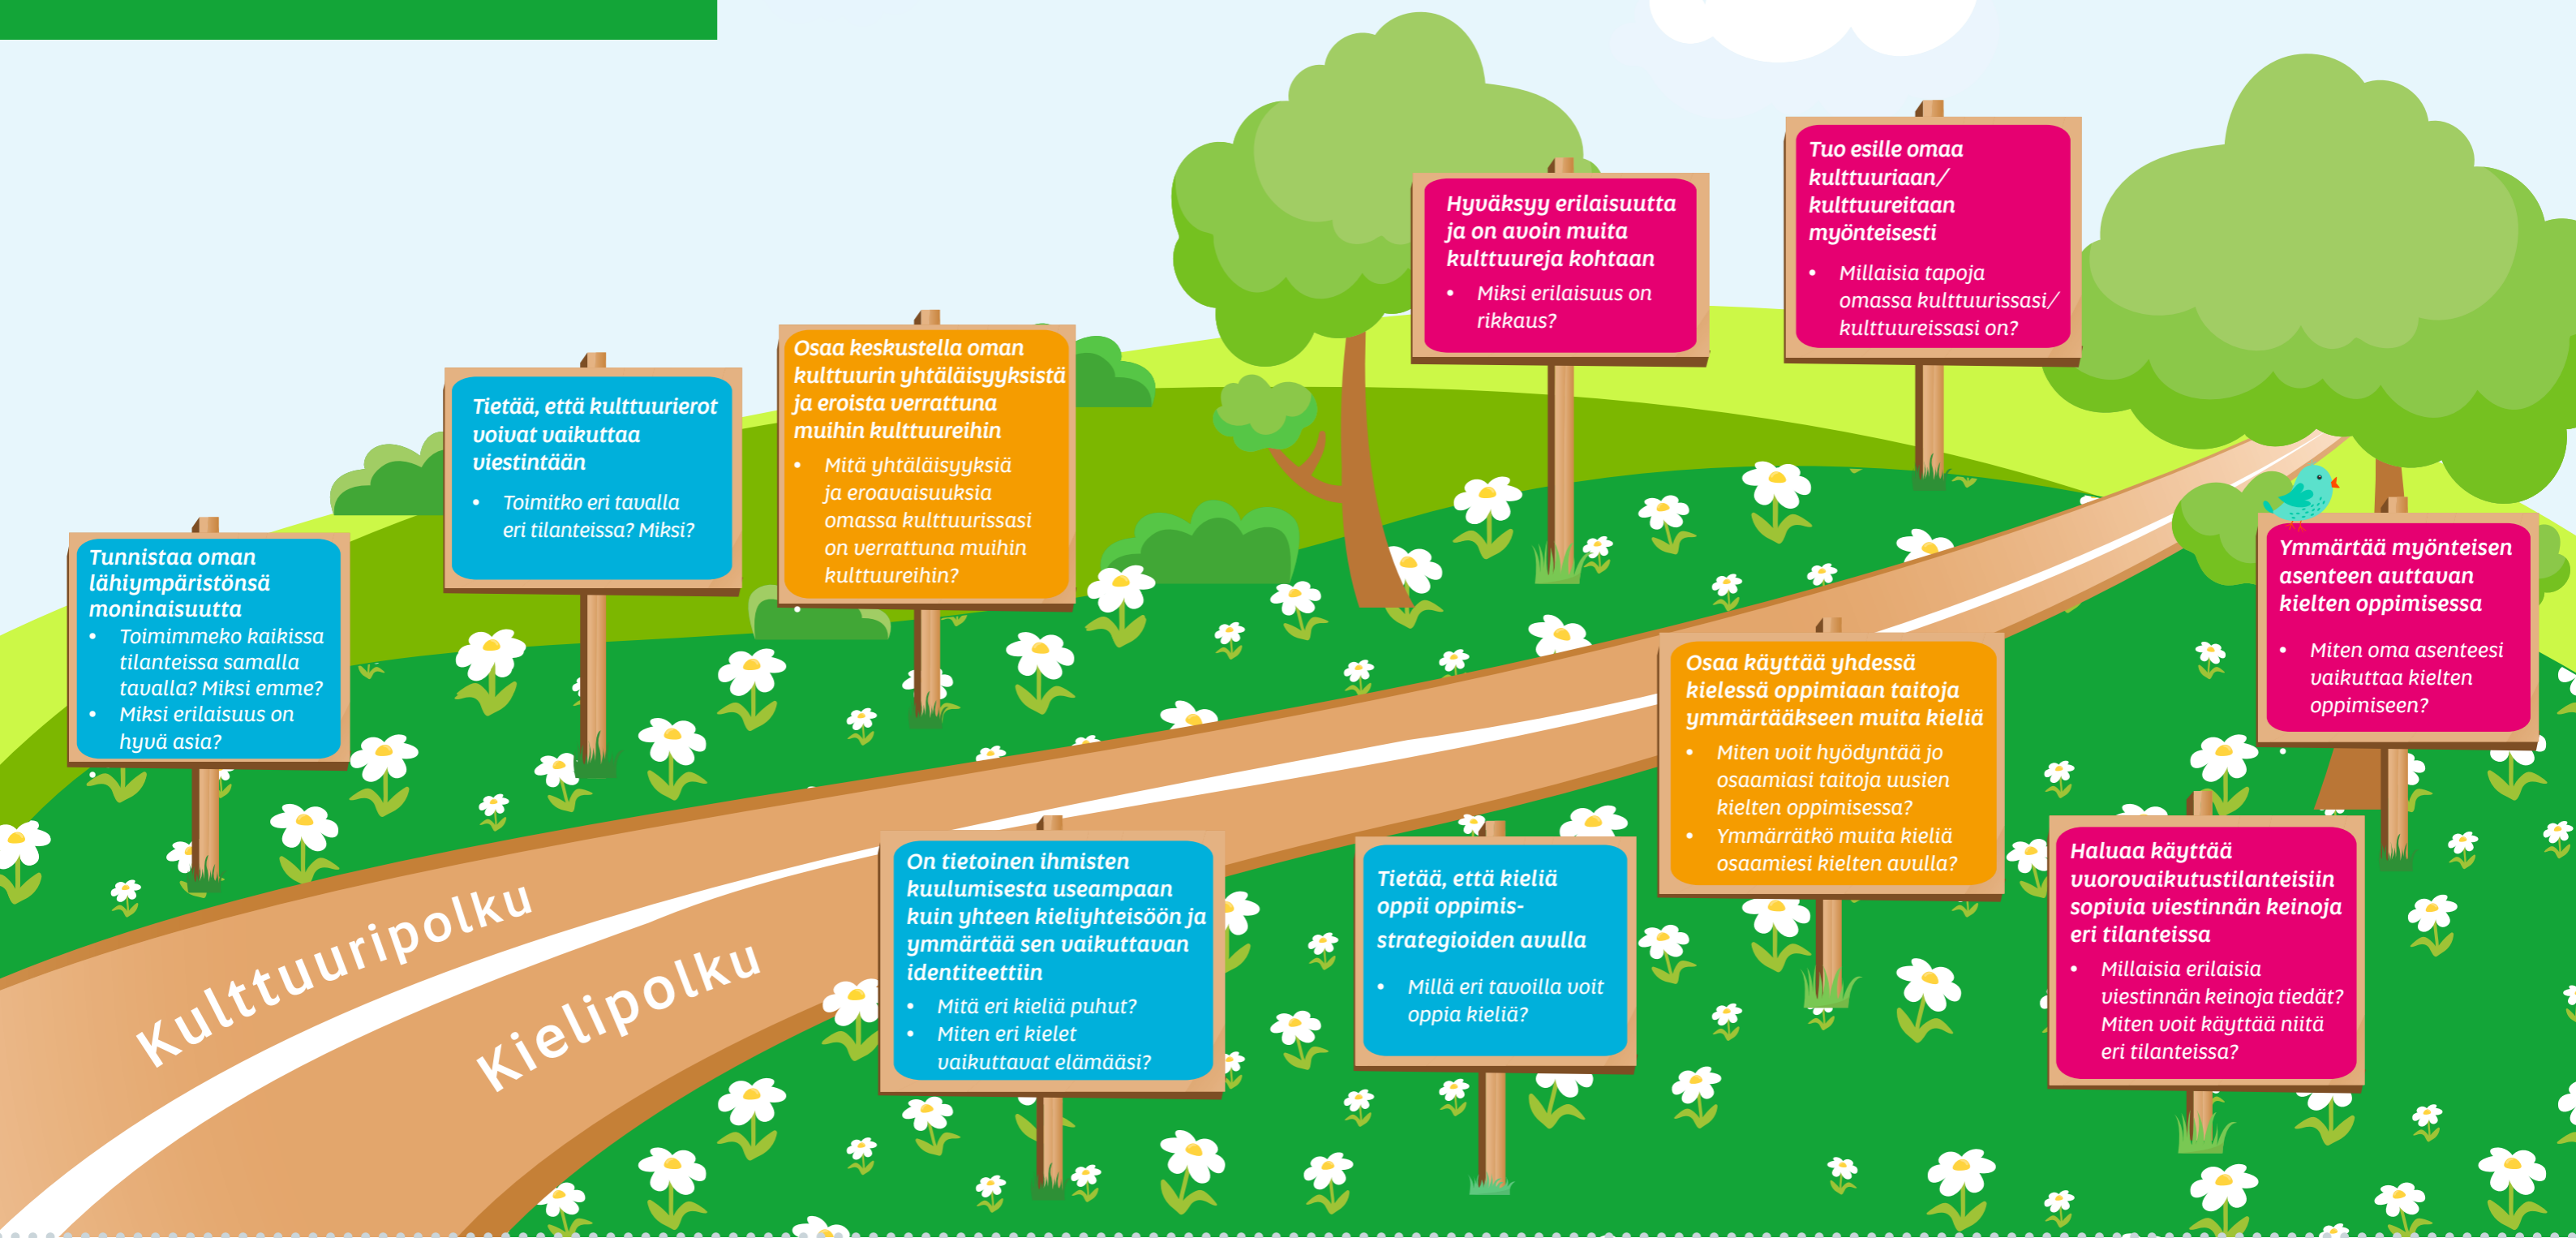 Tunnistaa oman
lähiympäristönsä
moninaisuutta
• Toimimmeko kaikissa
tilanteissa samalla
tavalla? Miksi emme?
• Miksi erilaisuus on
hyvä asia?
•
Tietää, että kulttuurierot
voivat vaikuttaa
viestintään
• Toimitko eri tavalla
eri tilanteissa? Miksi?
Osaa keskustella oman
kulttuurin yhtäläisyyksistä
ja eroista verrattuna
muihin kulttuureihin
• Mitä yhtäläisyyksiä
ja eroavaisuuksia
omassa kulttuurissasi
on verrattuna muihin
kulttuureihin?
•
Hyväksyy erilaisuutta
ja on avoin muita
kulttuureja kohtaan
• Miksi erilaisuus on
rikkaus?
Tuo esille omaa
kulttuuriaan/
kulttuureitaan
myönteisesti
• Millaisia tapoja
omassa kulttuurissasi/
kulttuureissasi on?
Kulttuuripolku
Kielipolku
On tietoinen ihmisten
kuulumisesta useampaan
kuin yhteen kieliyhteisöön ja
ymmärtää sen vaikuttavan
identiteettiin
• Mitä eri kieliä puhut?
• Miten eri kielet
vaikuttavat elämääsi?
Tietää, että kieliä
oppii oppimis-
strategioiden avulla
• Millä eri tavoilla voit
oppia kieliä?
Osaa käyttää yhdessä
kielessä oppimiaan taitoja
ymmärtääkseen muita kieliä
• Miten voit hyödyntää jo
osaamiasi taitoja uusien
kielten oppimisessa?
• Ymmärrätkö muita kieliä
osaamiesi kielten avulla?
Haluaa käyttää
vuorovaikutustilanteisiin
sopivia viestinnän keinoja
eri tilanteissa
• Millaisia erilaisia
viestinnän keinoja tiedät?
Miten voit käyttää niitä
eri tilanteissa?
Ymmärtää myönteisen
asenteen auttavan
kielten oppimisessa
• Miten oma asenteesi
vaikuttaa kielten
oppimiseen?
•